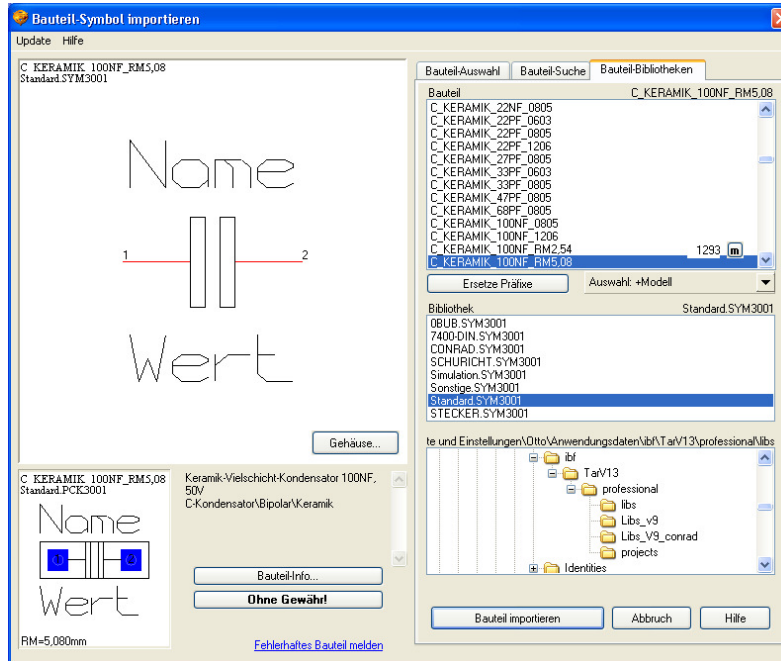 Bauteil-Symbol importieren
Update Hilfe
C KERAMIK 100NF_RM5,08
Standard.SYM3001
Name
1
2
Wert
Gehäuse...
C KERAMIK 100NF_RM5,08
Standard.PCK3001
Name
Wert
RM=5,080mm
Keramik-Vielschicht-Kondensator 100NF,
50V
C-Kondensator\Bipolar\Keramik
Bauteil-Info...
Ohne Gewähr!
Fehlerhaftes Bauteil melden
Bauteil-Auswahl Bauteil-Suche Bauteil-Bibliotheken
Bauteil C_KERAMIK_100NF_RM5,08
C_KERAMIK_22NF_0805
C_KERAMIK_22PF_0603
C_KERAMIK_22PF_0805
C_KERAMIK_22PF_1206
C_KERAMIK_27PF_0805
C_KERAMIK_33PF_0603
C_KERAMIK_33PF_0805
C_KERAMIK_47PF_0805
C_KERAMIK_68PF_0805
C_KERAMIK_100NF_0805
C_KERAMIK_100NF_1206
C_KERAMIK_100NF_RM2,54 1293 m
C_KERAMIK_100NF_RM5,08
Ersetze Präfixe Auswahl: +Modell
Bibliothek Standard.SYM3001
0BUB.SYM3001
7400-DIN.SYM3001
CONRAD.SYM3001
SCHURICHT.SYM3001
Simulation.SYM3001
Sonstige.SYM3001
Standard.SYM3001
STECKER.SYM3001
te und Einstellungen\Otto\Anwendungsdaten\ibf\TarV13\professional\libs
ibf
TarV13
professional
libs
Libs_v9
Libs_V9_conrad
projects
Identities
Bauteil importieren Abbruch Hilfe